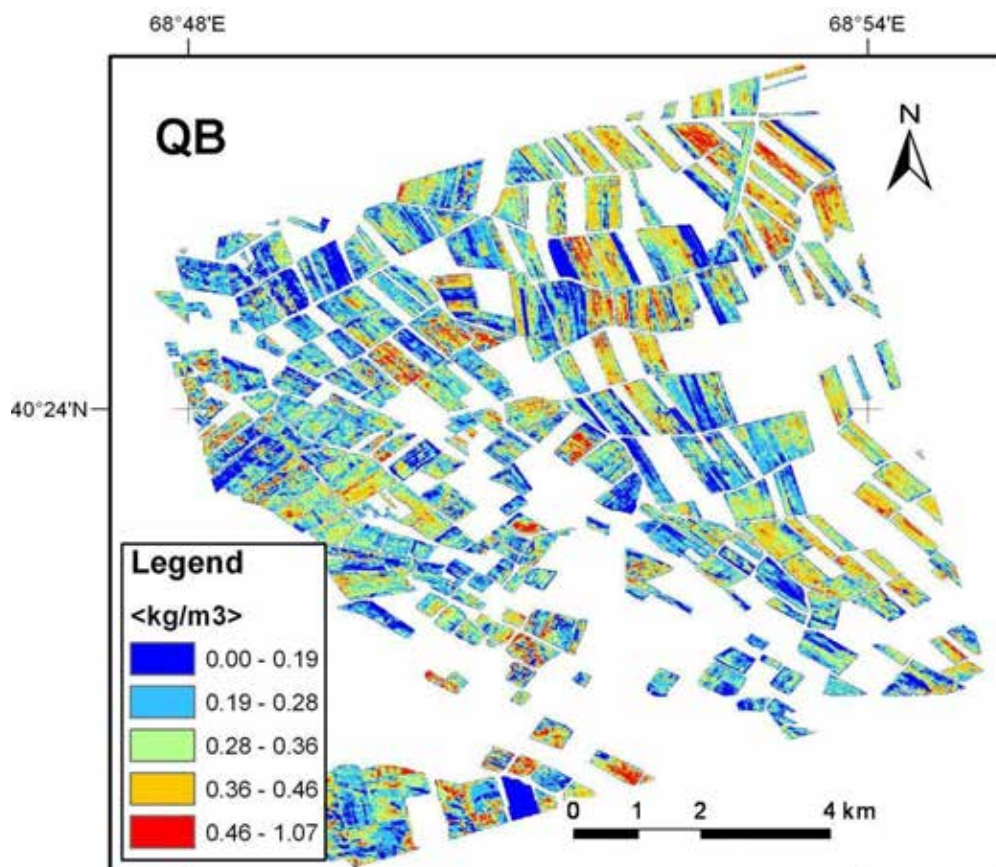 68°48'E 68°54'E
QB
N
40°24'N
Legend
<kg/m3>
0.00 - 0.19
0.19 - 0.28
0.28 - 0.36
0.36 - 0.46
0.46 - 1.07
0 1 2 4 km